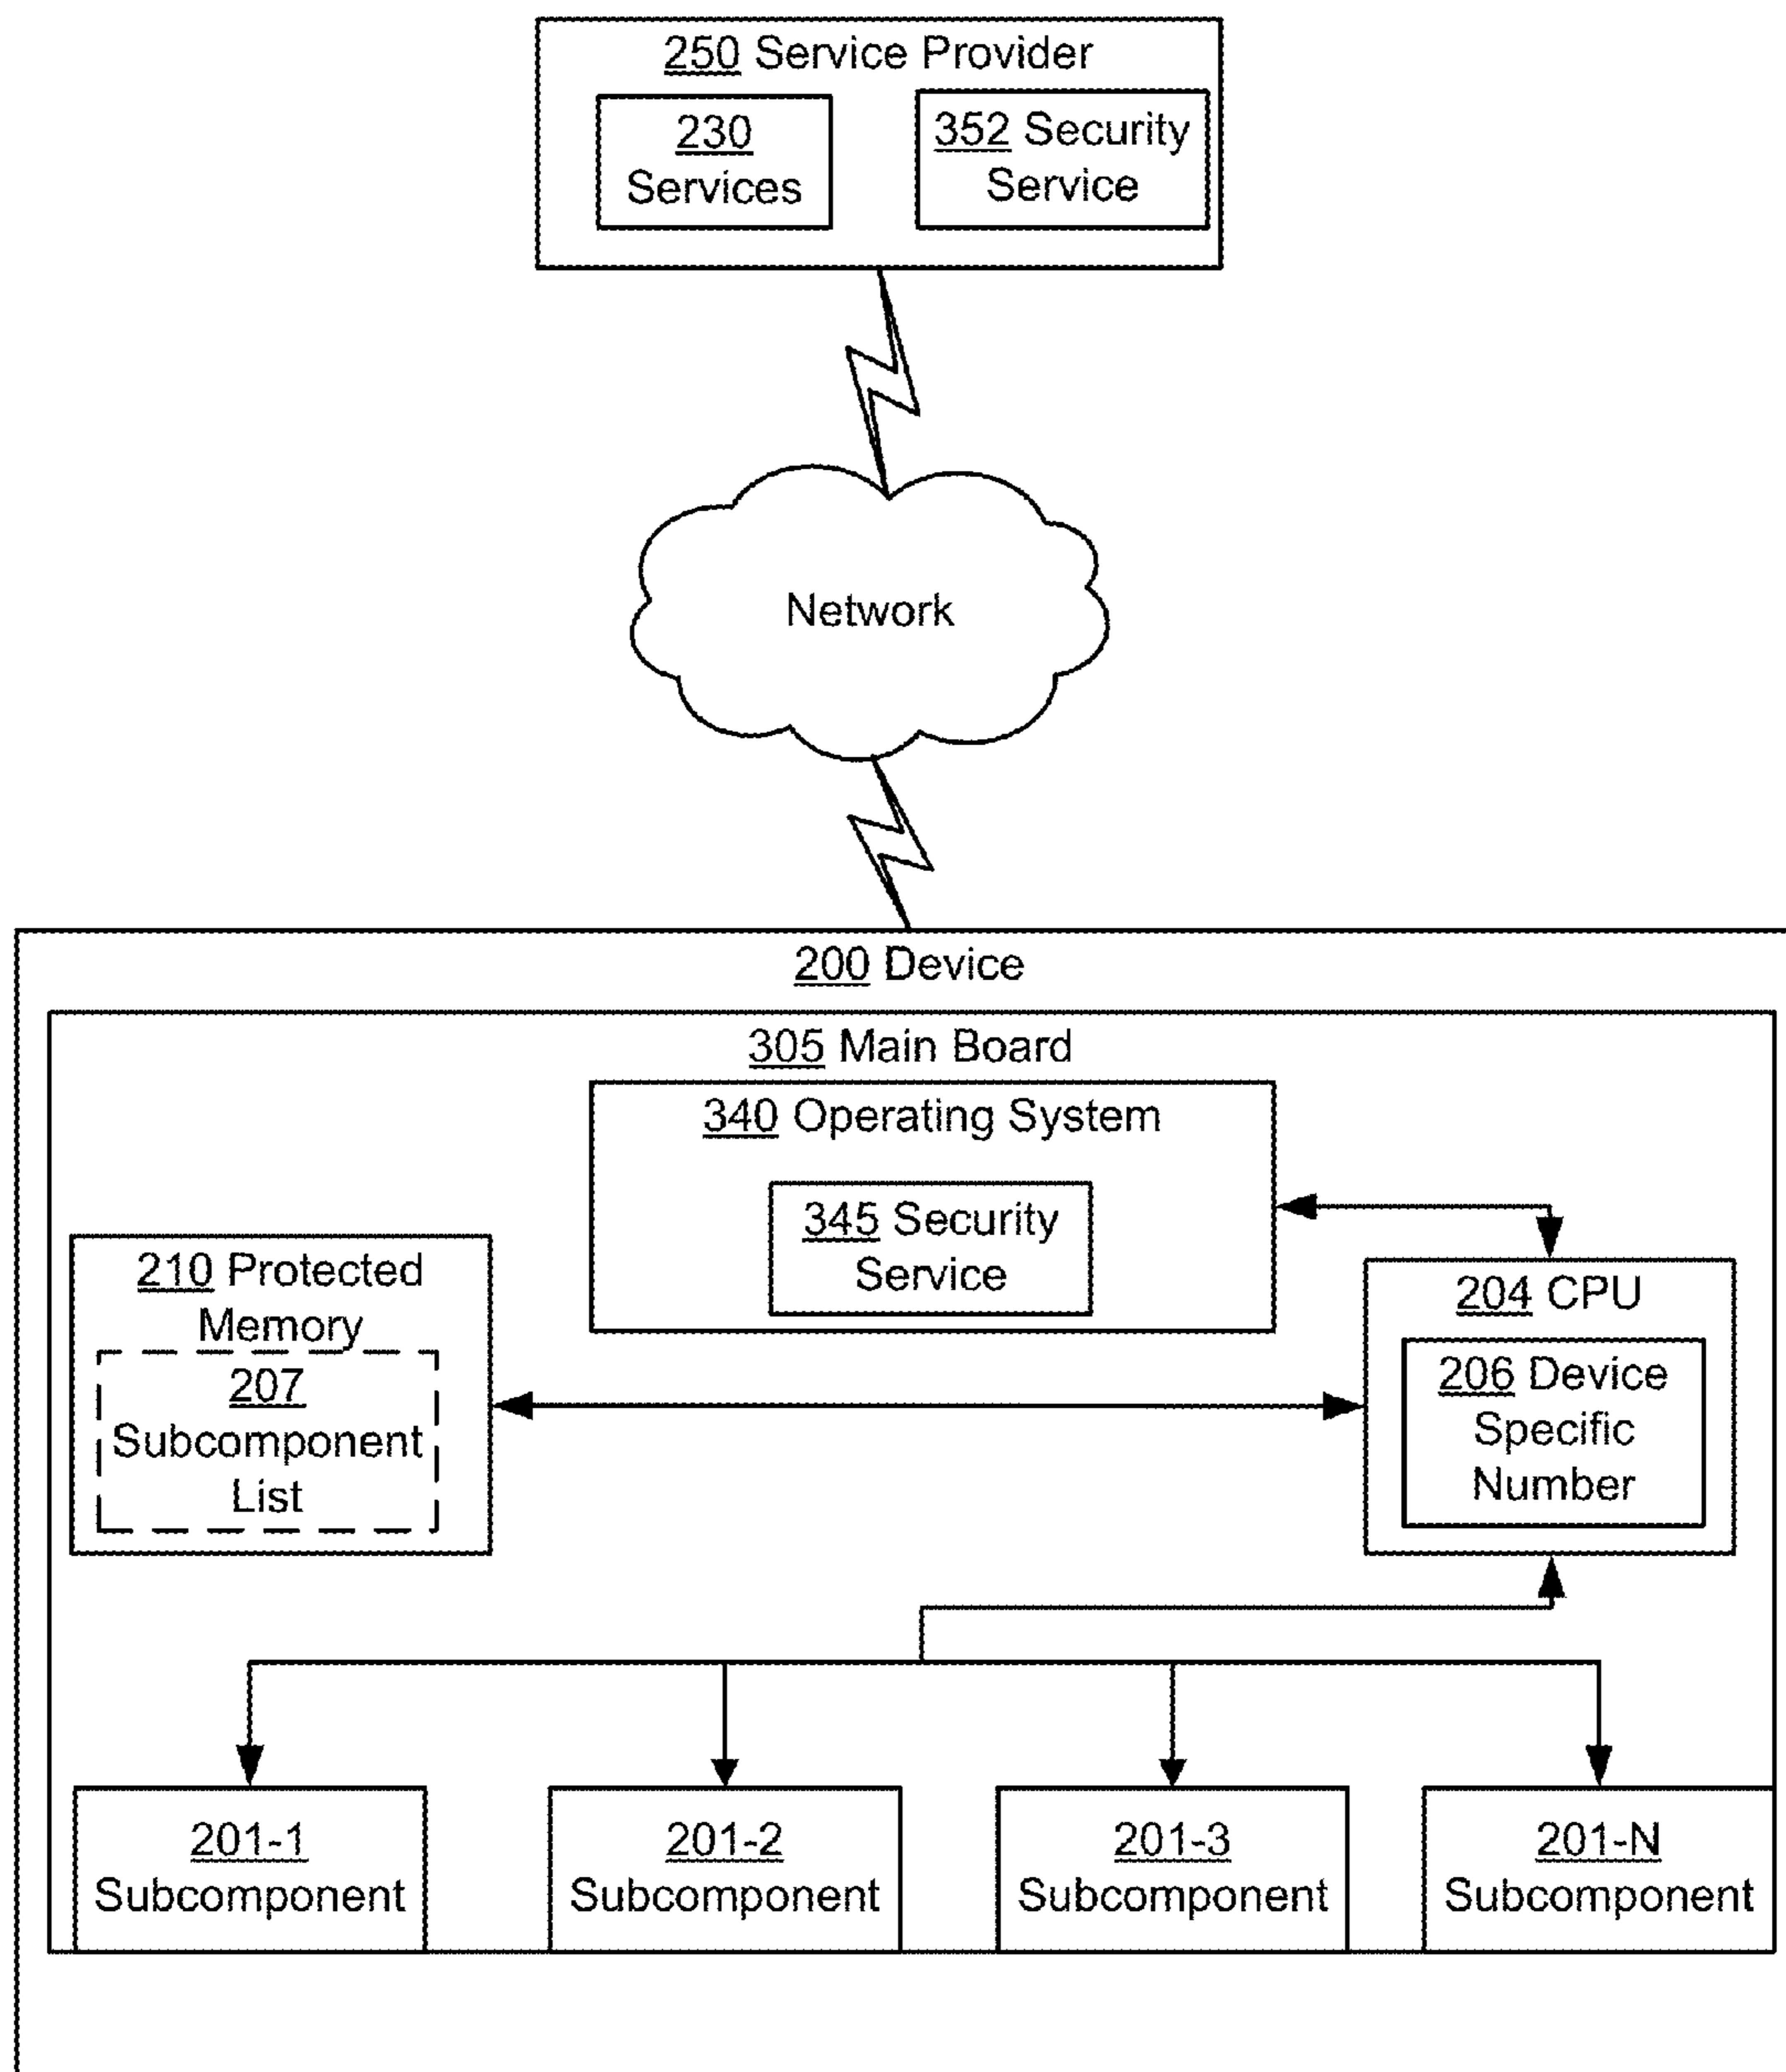 250 Service Provider
230
Services
352 Security
Service
Network
200 Device
305 Main Board
340 Operating System
345 Security
Service
210 Protected
Memory
207
Subcomponent
List
204 CPU
206 Device
Specific
Number
201-1
Subcomponent
201-2
Subcomponent
201-3
Subcomponent
201-N
Subcomponent